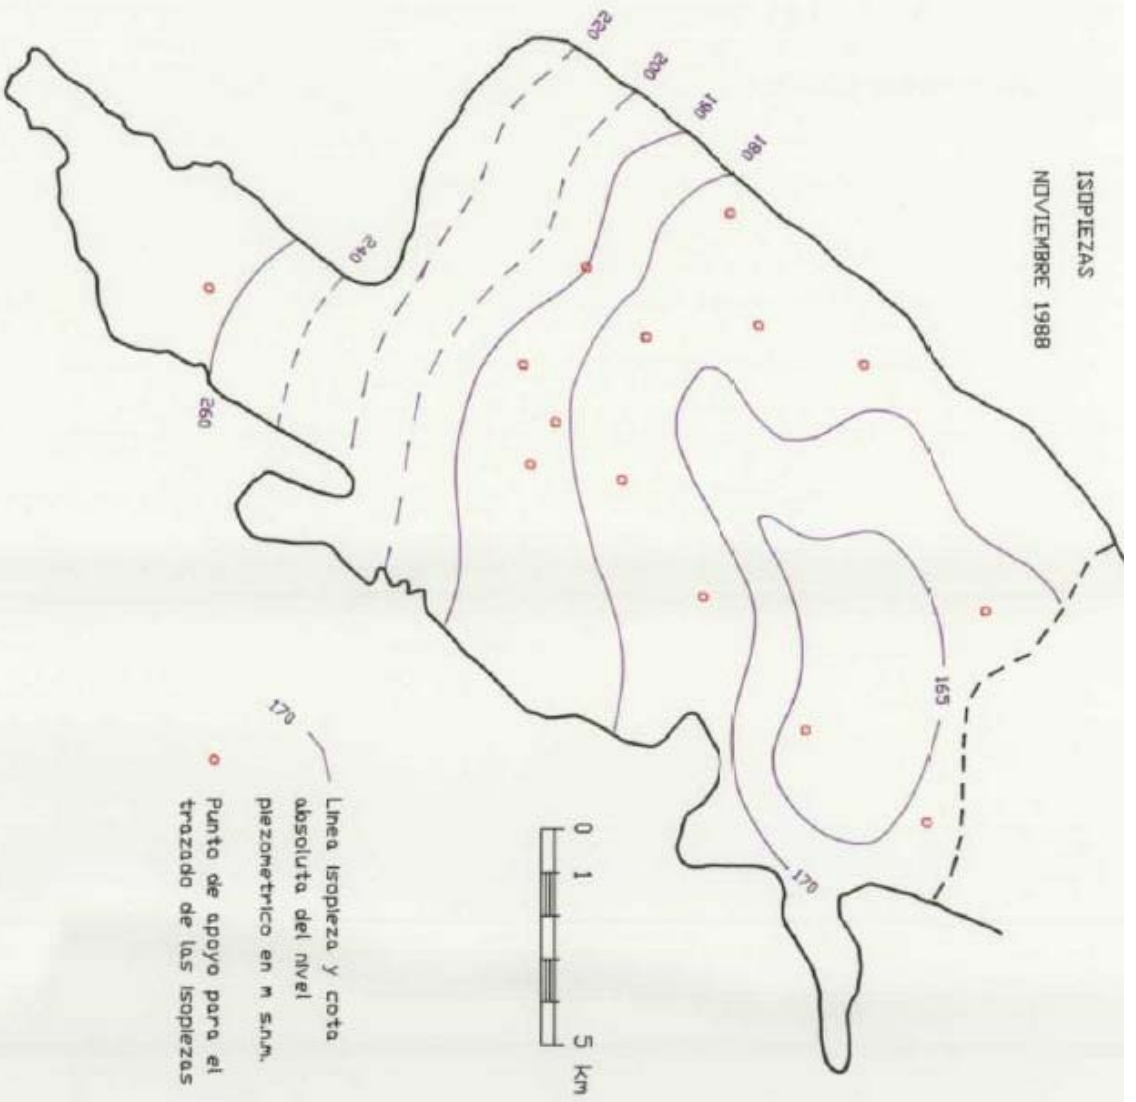 ISOPIEZAS
NOVIEMBRE 1988
220
200
190
180
240
260
165
170
0 1 5 km
170
Linea isopieza y cota
absoluta del nivel
piezometrico en m s.n.m.
Punto de apoyo para el
trazado de las isopiezas